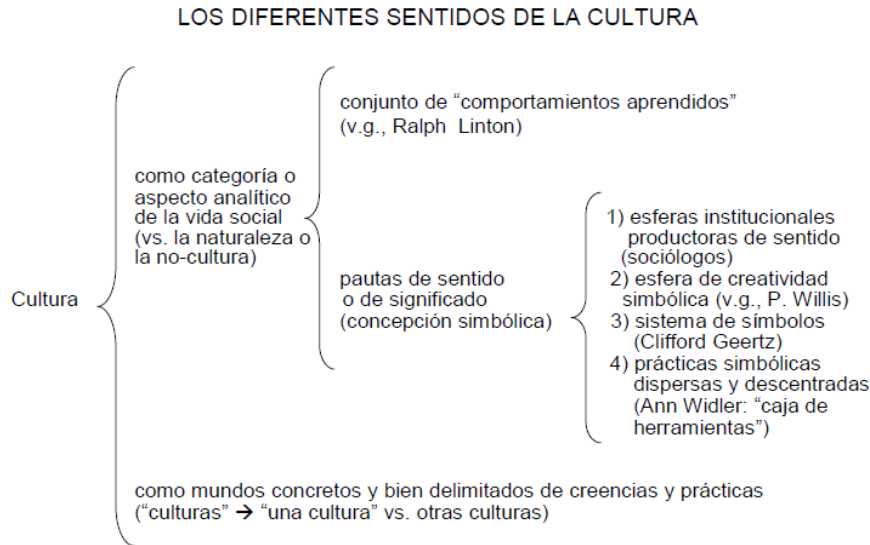 LOS DIFERENTES SENTIDOS DE LA CULTURA
Cultura
como categoría o
aspecto analítico
de la vida social
(vs. la naturaleza o
la no-cultura)
conjunto de “comportamientos aprendidos”
(v.g., Ralph Linton)
pautas de sentido
o de significado
(concepción simbólica)
1) esferas institucionales
productoras de sentido
(sociólogos)
2) esfera de creatividad
simbólica (v.g., P. Willis)
3) sistema de símbolos
(Clifford Geertz)
4) prácticas simbólicas
dispersas y descentradas
(Ann Widler: “caja de
herramientas”)
como mundos concretos y bien delimitados de creencias y prácticas
(“culturas” → “una cultura” vs. otras culturas)